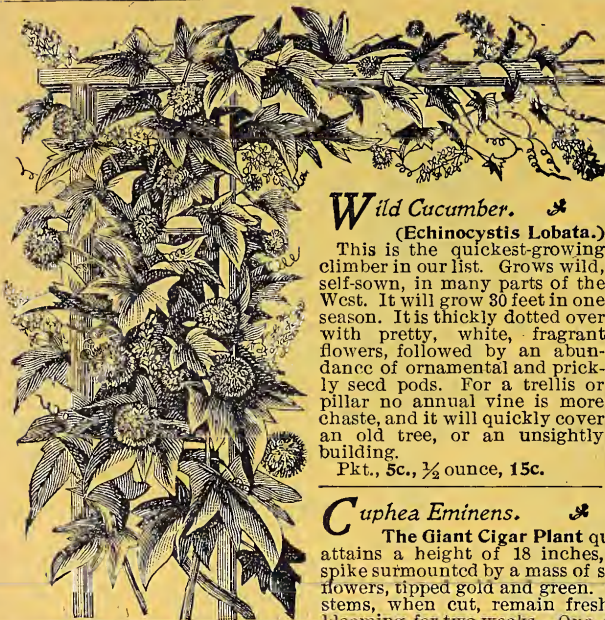 Wild Cucumber.
(Echinocystis Lobata.)
This is the quickest-growing
climber in our list. Grows wild,
self-sown, in many parts of the
West. It will grow 30 feet in one
season. It is thickly dotted over
with pretty, white, fragrant
flowers, followed by an abun-
dance of ornamental and prick-
ly seed pods. For a trellis or
pillar no annual vine is more
chaste, and it will quickly cover
an old tree, or an unsightly
building.
Pkt., 5c., ½ ounce, 15c.
Cuphea Eminens.
The Giant Cigar Plant qu
attains a height of 18 inches,
spike surmounted by a mass of s
flowers, tipped gold and green.
stems, when cut, remain fresh
blooming for two weeks.